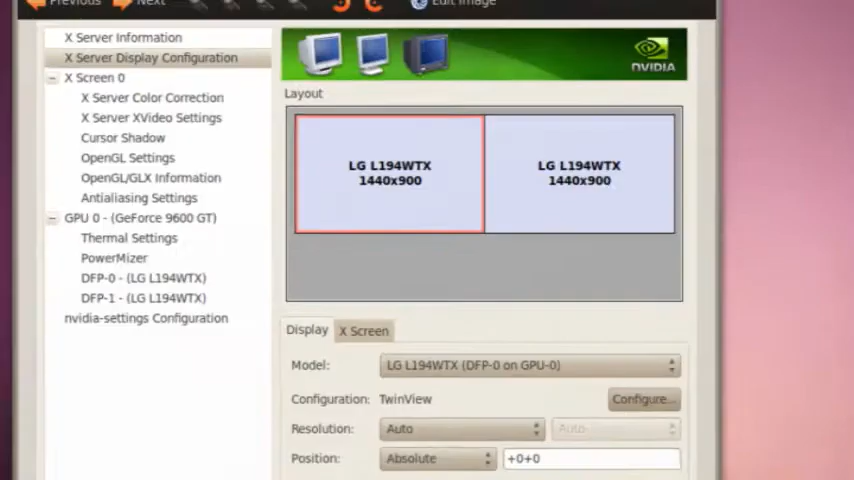 Previous Next Edit Image
X Server Information
X Server Display Configuration
X Screen 0
X Server Color Correction
X Server XVideo Settings
Cursor Shadow
OpenGL Settings
OpenGL/GLX Information
Antialiasing Settings
GPU 0 - (GeForce 9600 GT)
Thermal Settings
PowerMizer
DFP-0 - (LG L194WTX)
DFP-1 - (LG L194WTX)
nvidia-settings Configuration
NVIDIA
Layout
LG L194WTX
1440x900
LG L194WTX
1440x900
Display X Screen
Model: LG L194WTX (DFP-0 on GPU-0)
Configuration: TwinView Configure...
Resolution: Auto Auto
Position: Absolute +0+0